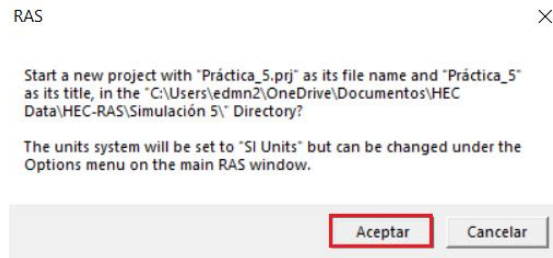 RAS
Start a new project with "Práctica_5.prj" as its file name and "Práctica_5"
as its title, in the "C:\Users\edmn2\OneDrive\Documentos\HEC
Data\HEC-RAS\Simulación 5\" Directory?
The units system will be set to "SI Units" but can be changed under the
Options menu on the main RAS window.
Aceptar
Cancelar